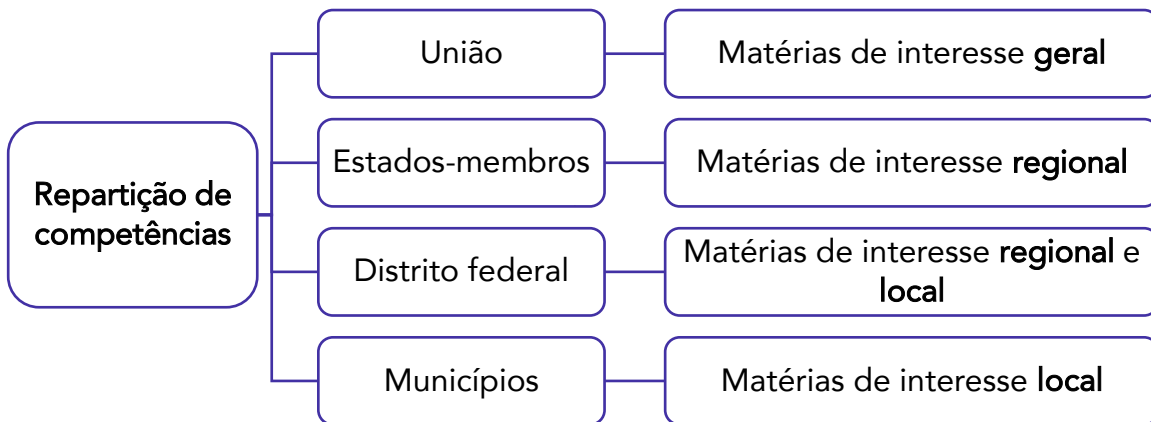 Repartição de
competências
União
Matérias de interesse geral
Estados-membros
Matérias de interesse regional
Distrito federal
Matérias de interesse regional e
local
Municípios
Matérias de interesse local